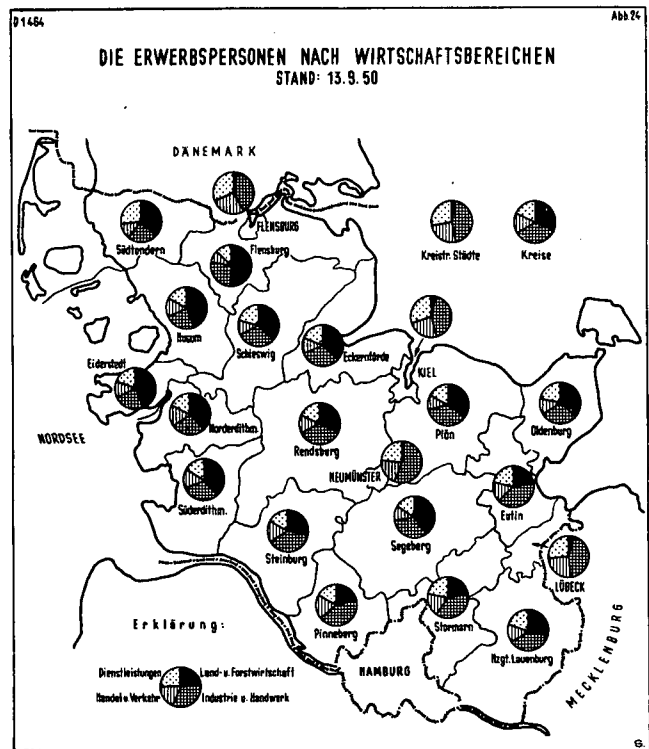 D1464
Abb.24
DIE ERWERBSPERSONEN NACH WIRTSCHAFTSBEREICHEN
STAND: 13.9.50
DÄNEMARK
FLENSBURG
Südtondern
Flensburg
Kreisfr. Städte
Kreise
Husum
Schleswig
Eckernförde
Eiderstedt
KIEL
NORDSEE
Norderdithm.
Rendsberg
Plön
Oldenburg
NEUMÜNSTER
Süderdithm.
Eutin
Steinburg
Segeberg
LÜBECK
Erklärung:
Pinneberg
Stormarn
Hzgt. Lauenburg
HAMBURG
MECKLENBURG
Dienstleistungen
Land- u. Forstwirtschaft
Handel u. Verkehr
Industrie u. Handwerk
G.